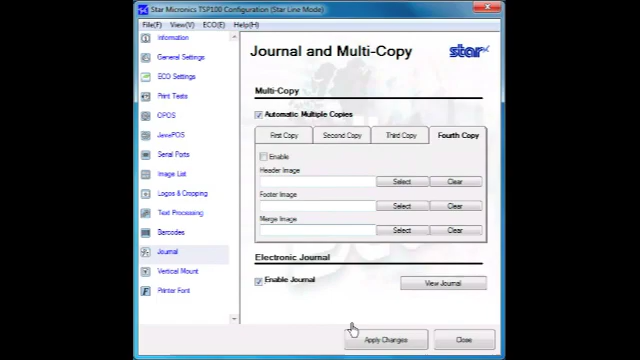 Star Micronics TSP100 Configuration (Star Line Mode)
File(F) View(V) ECO(E) Help(H)
Information
General Settings
ECO Settings
Print Tests
OPOS
JavaPOS
Serial Ports
Image List
Logos & Cropping
Text Processing
Barcodes
Journal
Vertical Mount
Printer Font
Journal and Multi-Copy
star
Multi-Copy
Automatic Multiple Copies
First Copy Second Copy Third Copy Fourth Copy
Enable
Header Image
Select Clear
Footer Image
Select Clear
Merge Image
Select Clear
Electronic Journal
Enable Journal
View Journal
Apply Changes Close